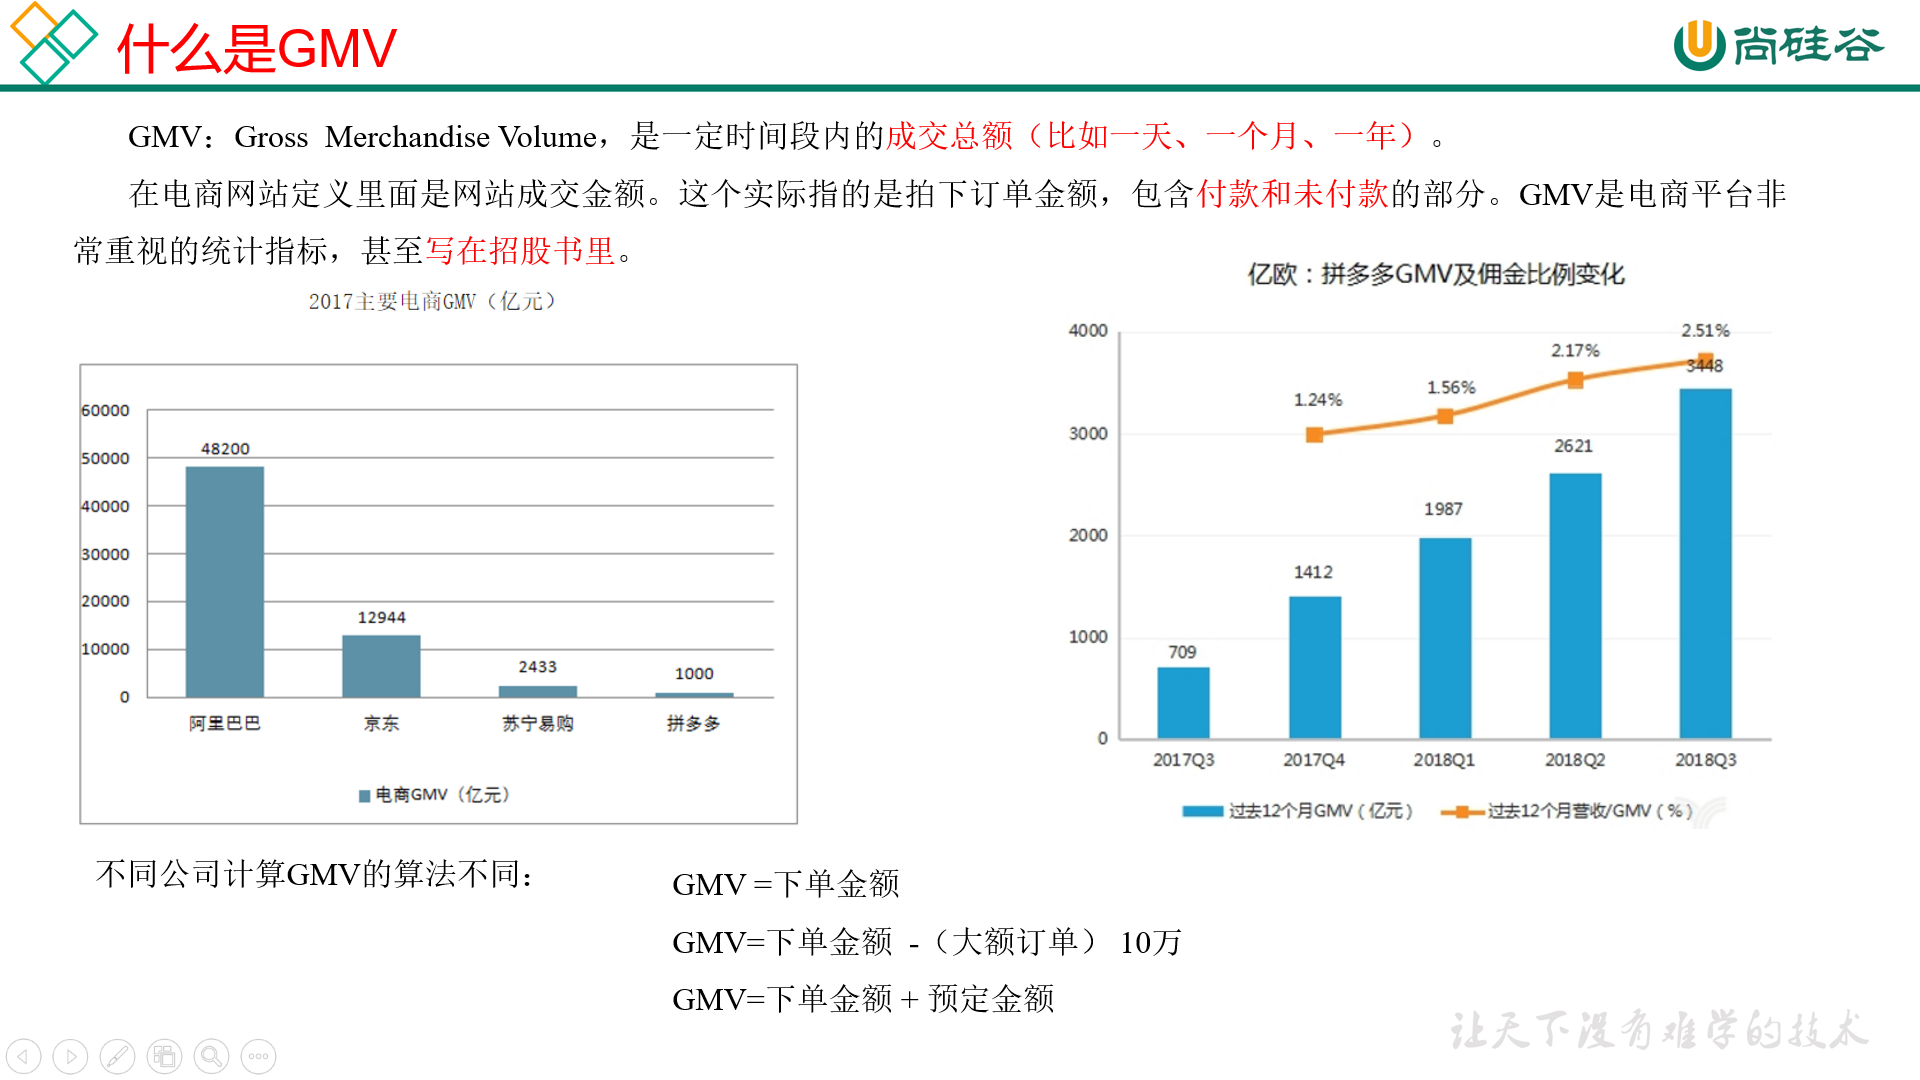 什么是GMV
尚硅谷
GMV：Gross Merchandise Volume，是一定时间段内的成交总额（比如一天、一个月、一年）。
在电商网站定义里面是网站成交金额。这个实际指的是拍下订单金额，包含付款和未付款的部分。GMV是电商平台非
常重视的统计指标，甚至写在招股书里。
2017主要电商GMV（亿元）
60000
50000
40000
30000
20000
10000
0
48200
12944
2433
1000
阿里巴巴 京东 苏宁易购 拼多多
电商GMV（亿元）
亿欧：拼多多GMV及佣金比例变化
4000
3000
2000
1000
0
1.24%
1.56%
2.17%
2.51%
709
1412
1987
2621
3448
2017Q3 2017Q4 2018Q1 2018Q2 2018Q3
过去12个月GMV（亿元） 过去12个月营收/GMV（%）
不同公司计算GMV的算法不同：
GMV =下单金额
GMV=下单金额 -（大额订单） 10万
GMV=下单金额 + 预定金额
让天下没有难学的技术